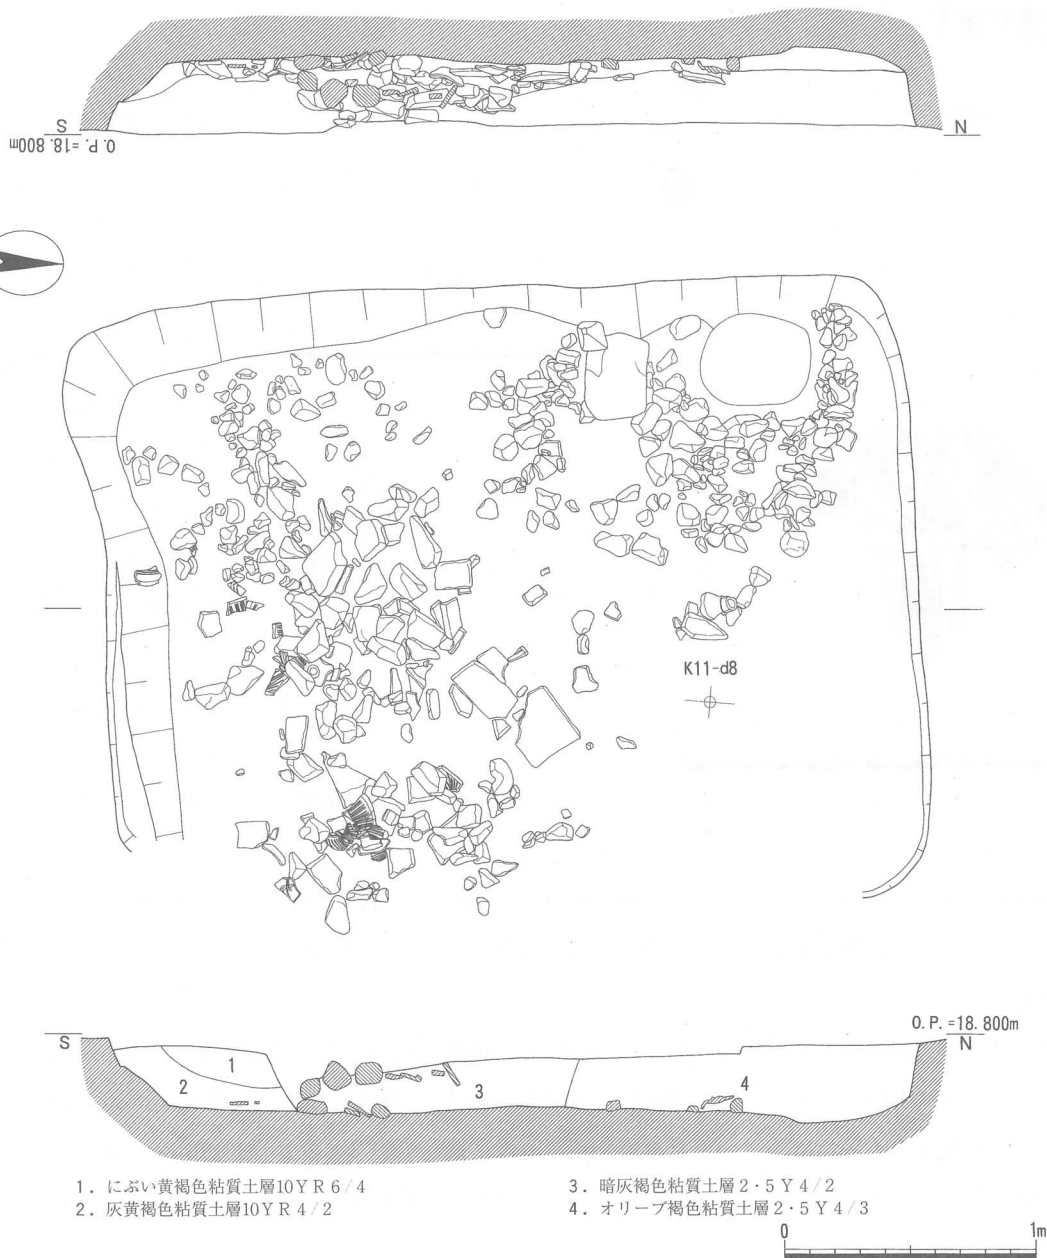 S
N
O.P.=18.800m
K11-d8
O.P.=18.800m
S
N
1
2
3
4
1．にぶい黄褐色粘質土層10ＹＲ６/４
2．灰黄褐色粘質土層10ＹＲ４/２
3．暗灰褐色粘質土層２・５Ｙ４/２
4．オリーブ褐色粘質土層２・５Ｙ４/３
0
1m